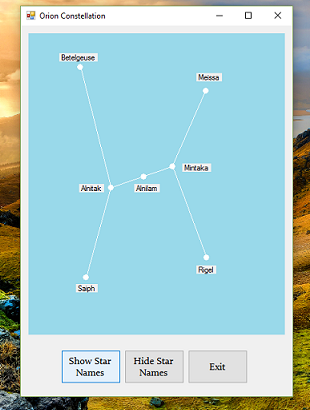 Orion Constellation
Betelgeuse
Meissa
Mintaka
Alnitak
Alnilam
Rigel
Saiph
Show Star
Names
Hide Star
Names
Exit